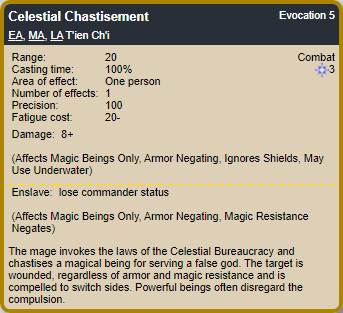 Celestial Chastisement Evocation 5
EA, MA, LA T'ien Ch'i
Range: 20 Combat
Casting time: 100% 3
Area of effect: One person
Number of effects: 1
Precision: 100
Fatigue cost: 20-
Damage: 8+
(Affects Magic Beings Only, Armor Negating, Ignores Shields, May
Use Underwater)
Enslave: lose commander status
(Affects Magic Beings Only, Armor Negating, Magic Resistance
Negates)
The mage invokes the laws of the Celestial Bureaucracy and
chastises a magical being for serving a false god. The target is
wounded, regardless of armor and magic resistance and is
compelled to switch sides. Powerful beings often disregard the
compulsion.